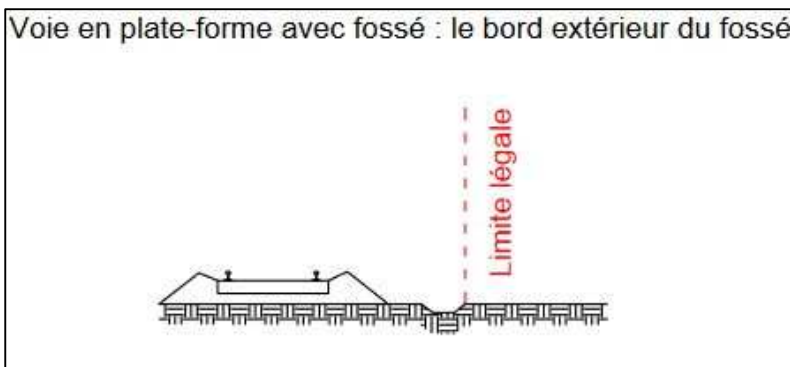 Voie en plate-forme avec fossé : le bord extérieur du fossé
Limite légale